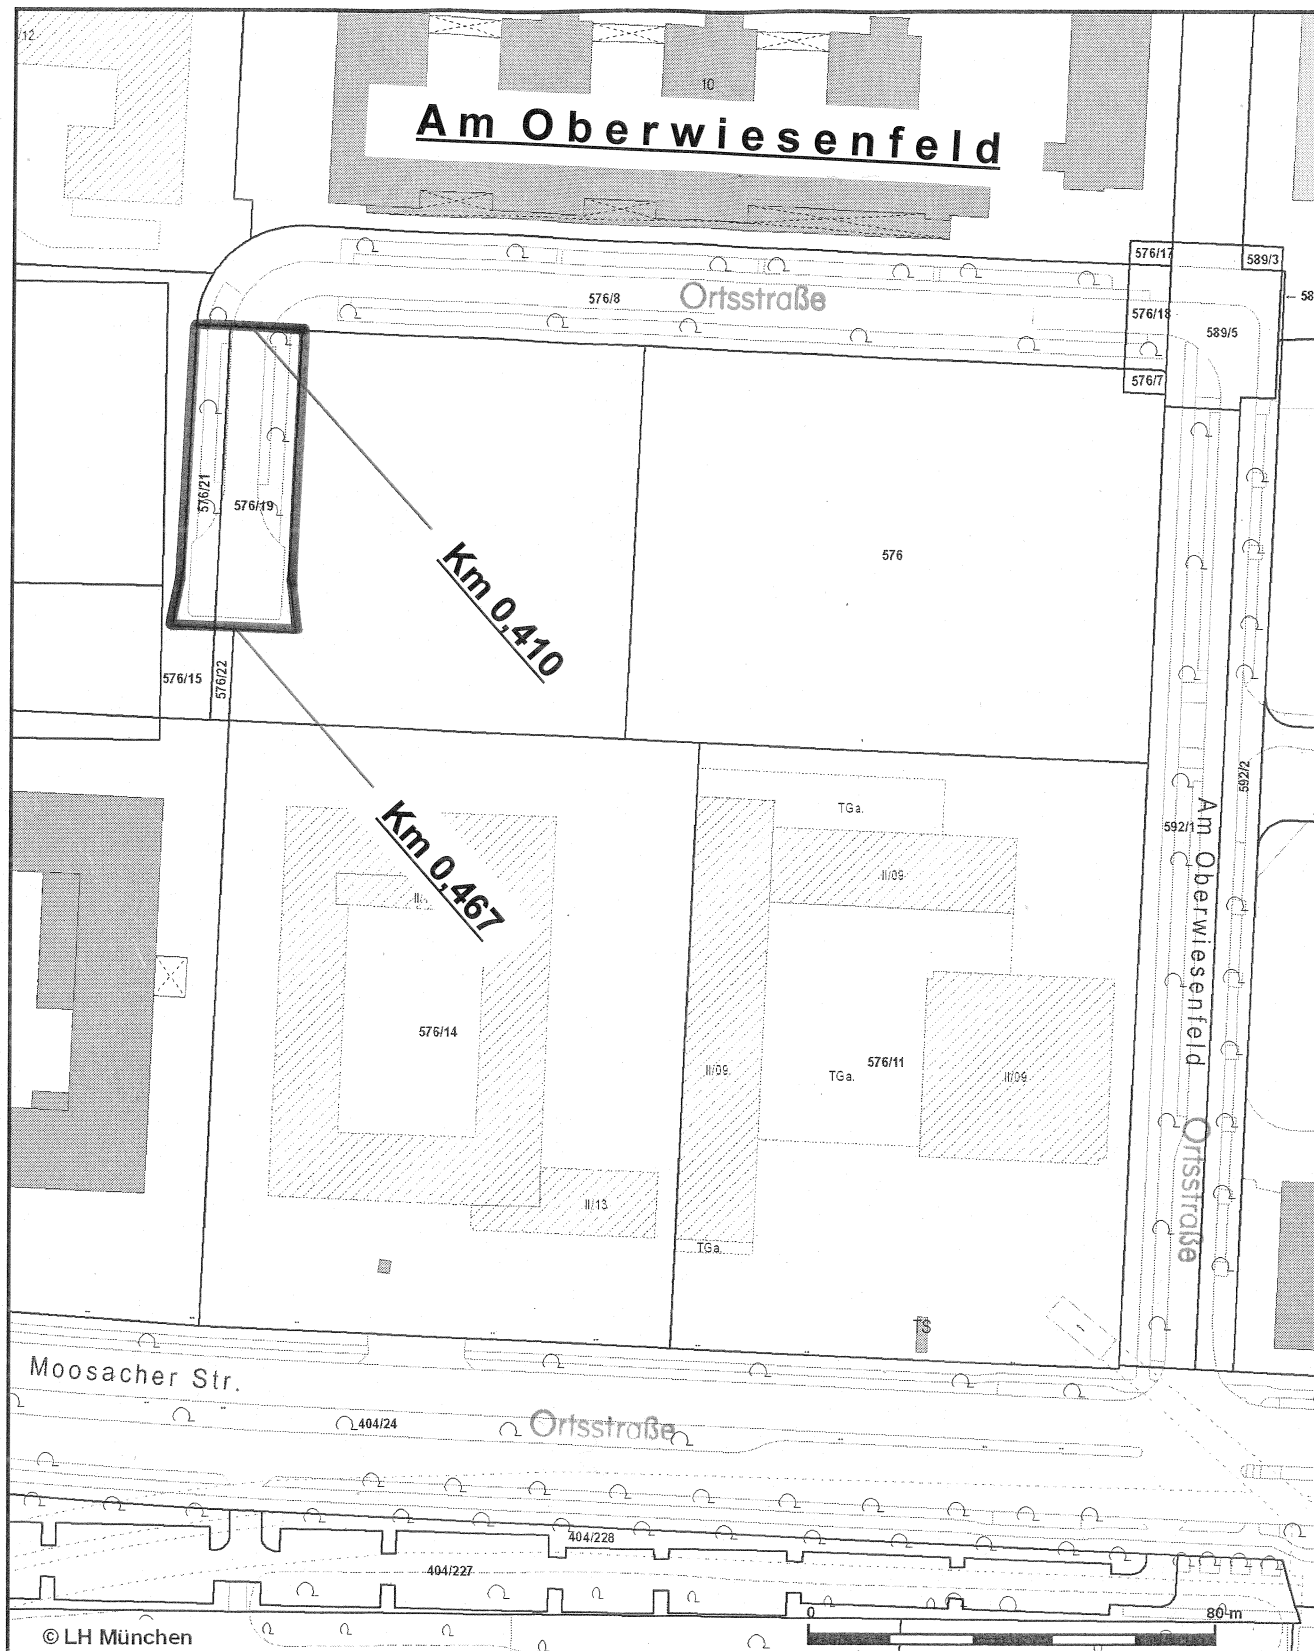 12
10
Am Oberwiesenfeld
576/17
589/3
576/8
Ortsstraße
576/18
589/5
576/7
576/21
576/19
576
Km 0,410
576/15
576/22
592/2
TGa.
Am Oberwiesenfeld
592/1
Km 0,467
II/09
576/14
576/11
II/09
TGa.
II/09
Ortsstraße
II/13
TGa.
TS
Moosacher Str.
404/24
Ortsstraße
404/228
404/227
0
80 m
© LH München